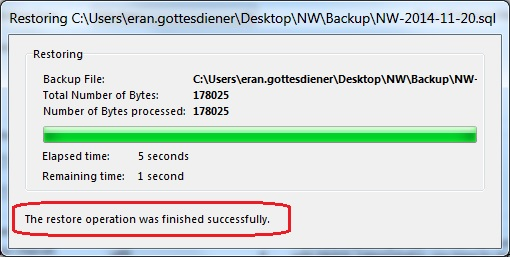 Restoring C:\Users\eran.gottesdiener\Desktop\NW\Backup\NW-2014-11-20.sql
Restoring
Backup File: C:\Users\eran.gottesdiener\Desktop\NW\Backup\NW-
Total Number of Bytes: 178025
Number of Bytes processed: 178025
Elapsed time: 5 seconds
Remaining time: 1 second
The restore operation was finished successfully.